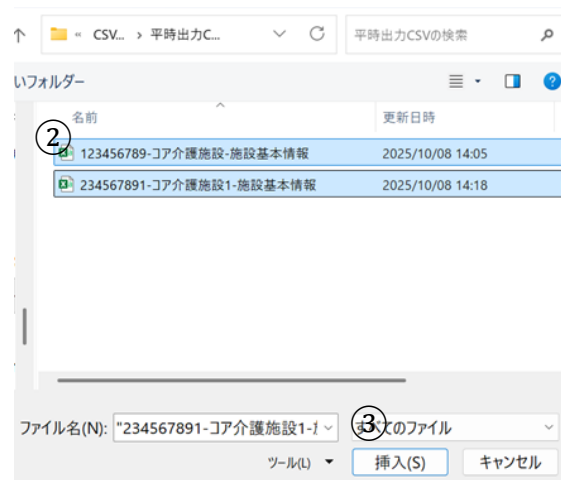 « CSV... › 平時出力C... 平時出力CSVの検索
いフォルダー
名前 更新日時
②
123456789-コア介護施設-施設基本情報 2025/10/08 14:05
234567891-コア介護施設1-施設基本情報 2025/10/08 14:18
③
ファイル名(N): "234567891-コア介護施設1-ﾌ すべてのファイル
ツール(L) 挿入(S) キャンセル